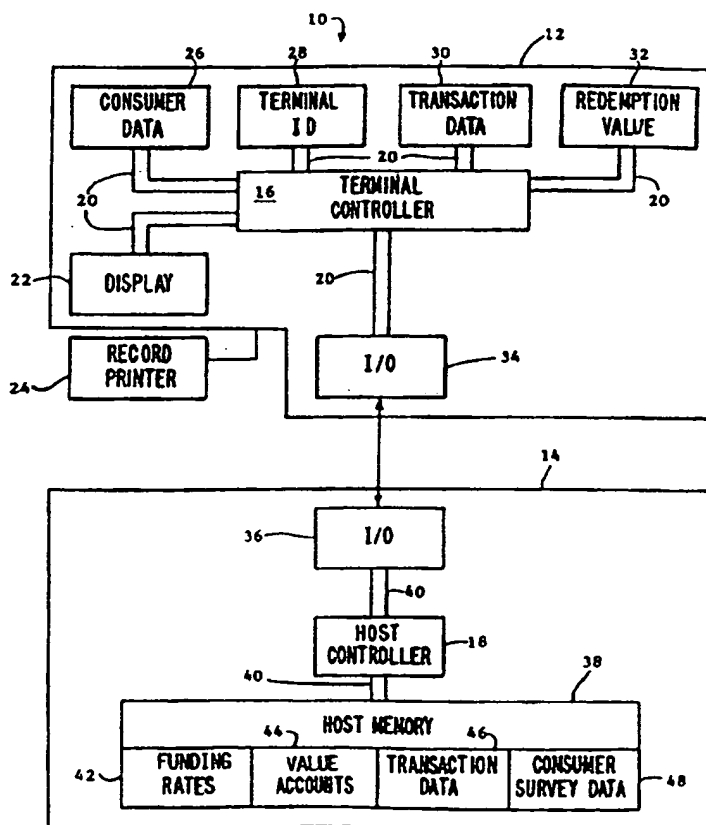 10
12
26
28
30
32
CONSUMER
DATA
TERMINAL
ID
TRANSACTION
DATA
REDEMPTION
VALUE
20
20
16
TERMINAL
CONTROLLER
20
20
22
DISPLAY
20
24
RECORD
PRINTER
I/O
34
14
36
I/O
40
HOST
CONTROLLER
18
40
38
HOST MEMORY
44
46
42
FUNDING
RATES
VALUE
ACCOUNTS
TRANSACTION
DATA
CONSUMER
SURVEY DATA
48